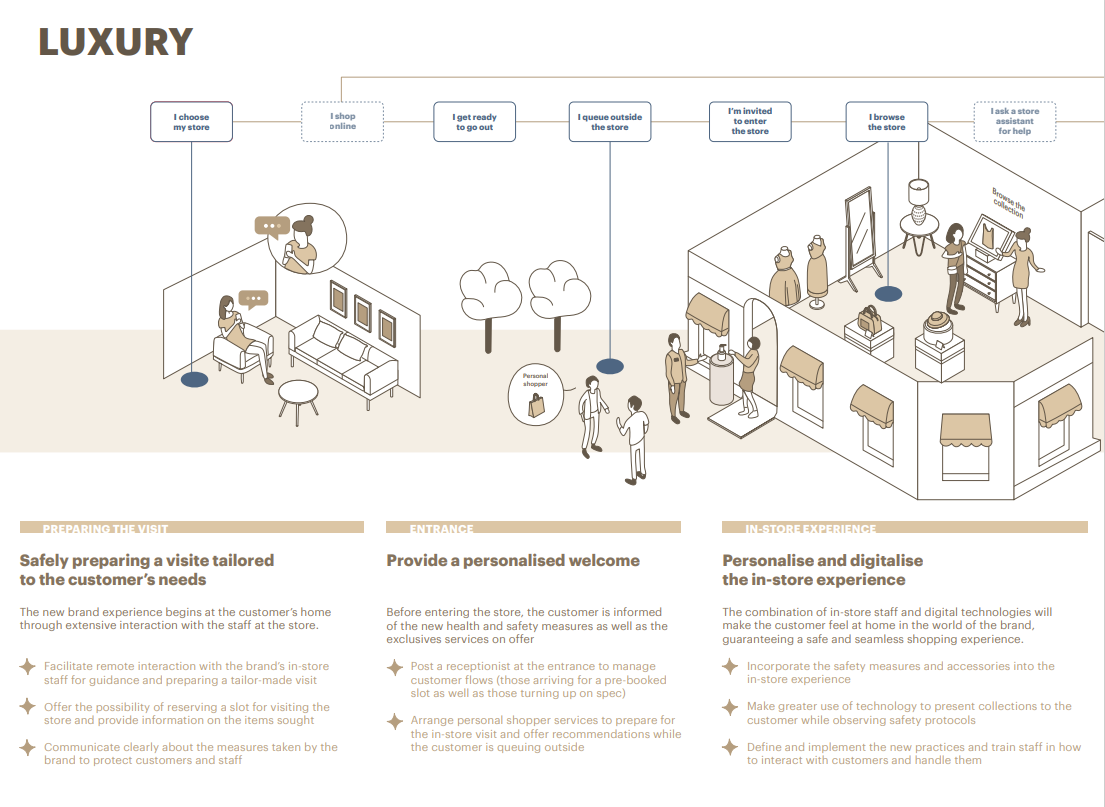 LUXURY
I choose
my store
I shop
online
I get ready
to go out
I queue outside
the store
I'm invited
to enter
the store
I browse
the store
I ask a store
assistant
for help
Browse the
collection
Personal
shopper
PREPARING THE VISIT
Safely preparing a visite tailored
to the customer's needs
The new brand experience begins at the customer's home
through extensive interaction with the staff at the store.
Facilitate remote interaction with the brand's in-store
staff for guidance and preparing a tailor-made visit
Offer the possibility of reserving a slot for visiting the
store and provide information on the items sought
Communicate clearly about the measures taken by the
brand to protect customers and staff
ENTRANCE
Provide a personalised welcome
Before entering the store, the customer is informed
of the new health and safety measures as well as the
exclusives services on offer
Post a receptionist at the entrance to manage
customer flows (those arriving for a pre-booked
slot as well as those turning up on spec)
Arrange personal shopper services to prepare for
the in-store visit and offer recommendations while
the customer is queuing outside
IN-STORE EXPERIENCE
Personalise and digitalise
the in-store experience
The combination of in-store staff and digital technologies will
make the customer feel at home in the world of the brand,
guaranteeing a safe and seamless shopping experience.
Incorporate the safety measures and accessories into the
in-store experience
Make greater use of technology to present collections to the
customer while observing safety protocols
Define and implement the new practices and train staff in how
to interact with customers and handle them